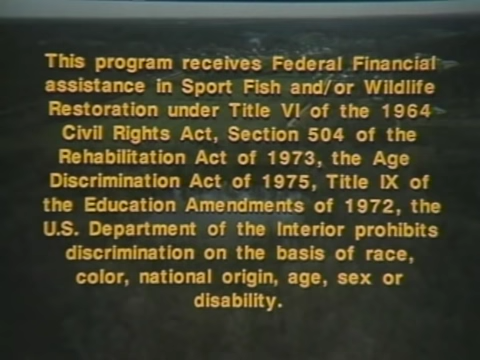 This program receives Federal Financial
assistance in Sport Fish and/or Wildlife
Restoration under Title VI of the 1964
Civil Rights Act, Section 504 of the
Rehabilitation Act of 1973, the Age
Discrimination Act of 1975, Title IX of
the Education Amendments of 1972, the
U.S. Department of the Interior prohibits
discrimination on the basis of race,
color, national origin, age, sex or
disability.